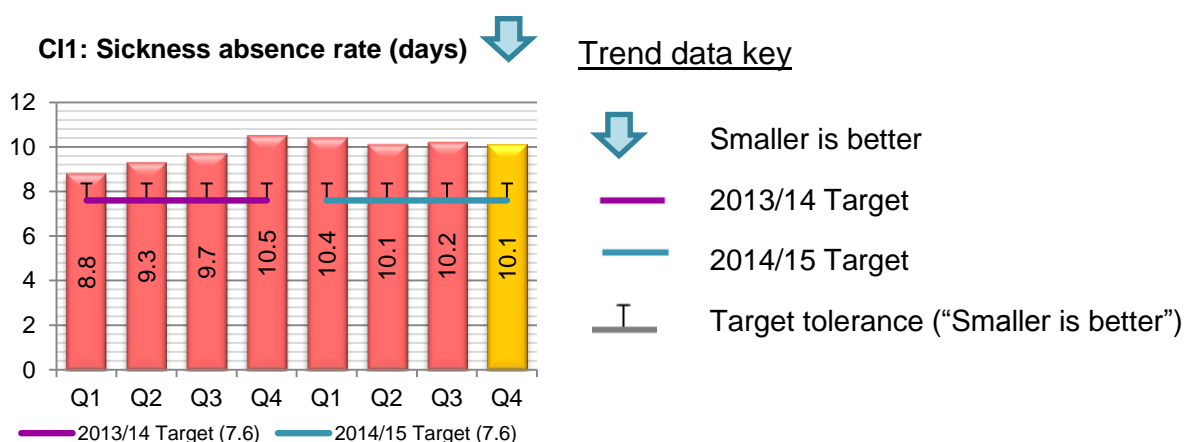 CI1: Sickness absence rate (days)
12
10
8
6
4
2
0
8.8
9.3
9.7
10.5
10.4
10.1
10.2
10.1
Q1 Q2 Q3 Q4 Q1 Q2 Q3 Q4
2013/14 Target (7.6) 2014/15 Target (7.6)
Trend data key
Smaller is better
2013/14 Target
2014/15 Target
Target tolerance (“Smaller is better”)